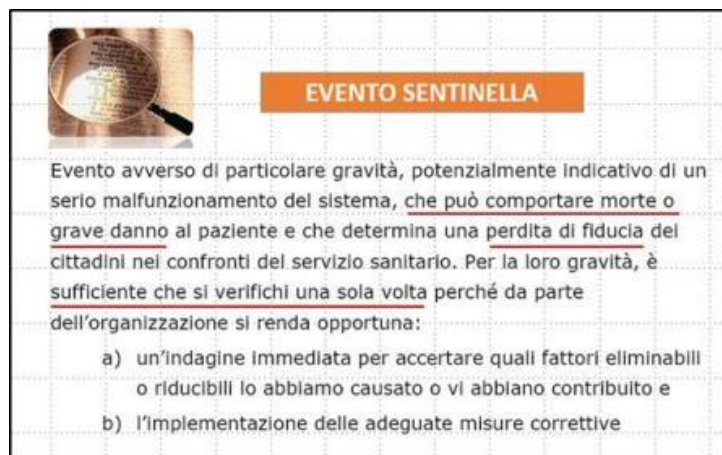 EVENTO SENTINELLA
Evento avverso di particolare gravità, potenzialmente indicativo di un
serio malfunzionamento del sistema, che può comportare morte o
grave danno al paziente e che determina una perdita di fiducia dei
cittadini nei confronti del servizio sanitario. Per la loro gravità, è
sufficiente che si verifichi una sola volta perché da parte
dell'organizzazione si renda opportuna:
a) un'indagine immediata per accertare quali fattori eliminabili
o riducibili lo abbiamo causato o vi abbiano contribuito e
b) l'implementazione delle adeguate misure correttive